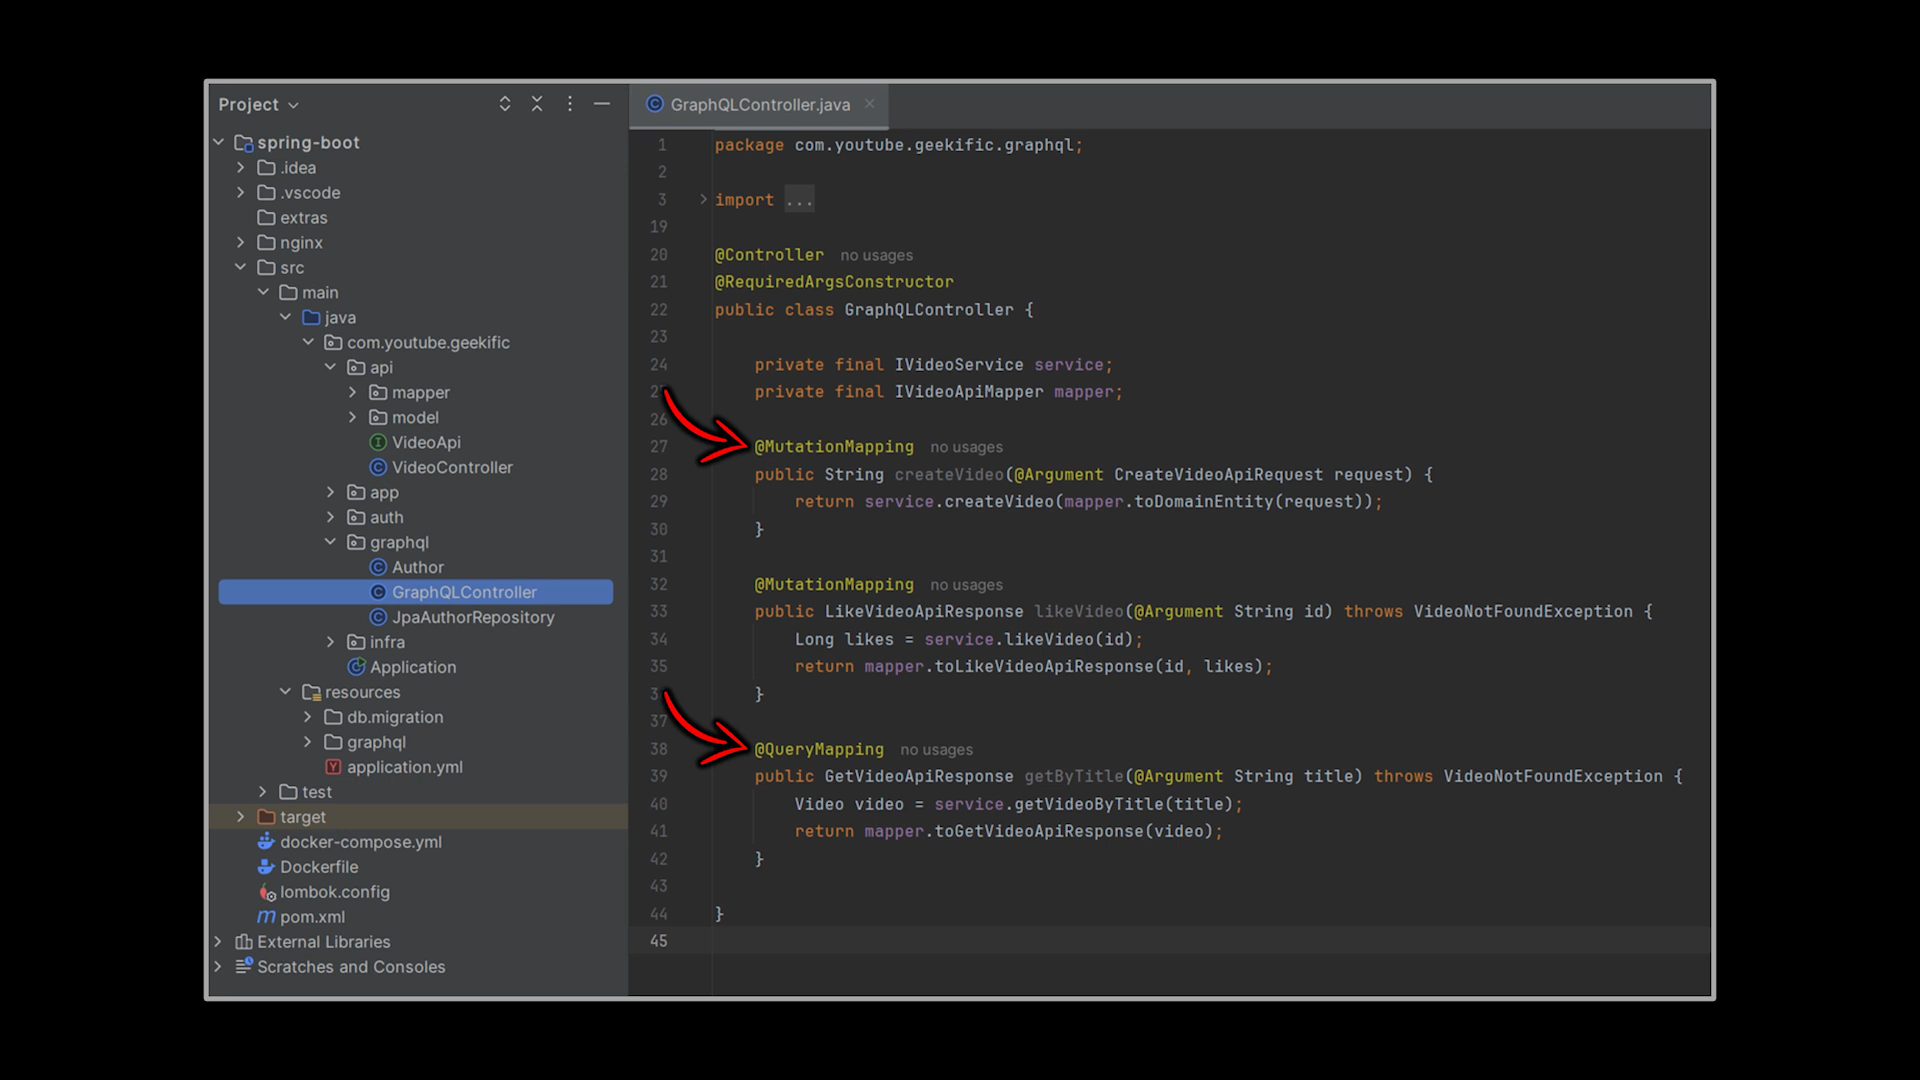 Project
spring-boot
.idea
.vscode
extras
nginx
src
main
java
com.youtube.geekific
api
mapper
model
VideoApi
VideoController
app
auth
graphql
Author
GraphQLController
JpaAuthorRepository
infra
Application
resources
db.migration
graphql
application.yml
test
target
docker-compose.yml
Dockerfile
lombok.config
pom.xml
External Libraries
Scratches and Consoles
GraphQLController.java
1 package com.youtube.geekific.graphql;
2
3 import ...
19
20 @Controller no usages
21 @RequiredArgsConstructor
22 public class GraphQLController {
23
24 private final IVideoService service;
private final IVideoApiMapper mapper;
26
27 @MutationMapping no usages
28 public String createVideo(@Argument CreateVideoApiRequest request) {
29 return service.createVideo(mapper.toDomainEntity(request));
30 }
31
32 @MutationMapping no usages
33 public LikeVideoApiResponse likeVideo(@Argument String id) throws VideoNotFoundException {
34 Long likes = service.likeVideo(id);
35 return mapper.toLikeVideoApiResponse(id, likes);
}
37
38 @QueryMapping no usages
39 public GetVideoApiResponse getByTitle(@Argument String title) throws VideoNotFoundException {
40 Video video = service.getVideoByTitle(title);
41 return mapper.toGetVideoApiResponse(video);
42 }
43
44 }
45